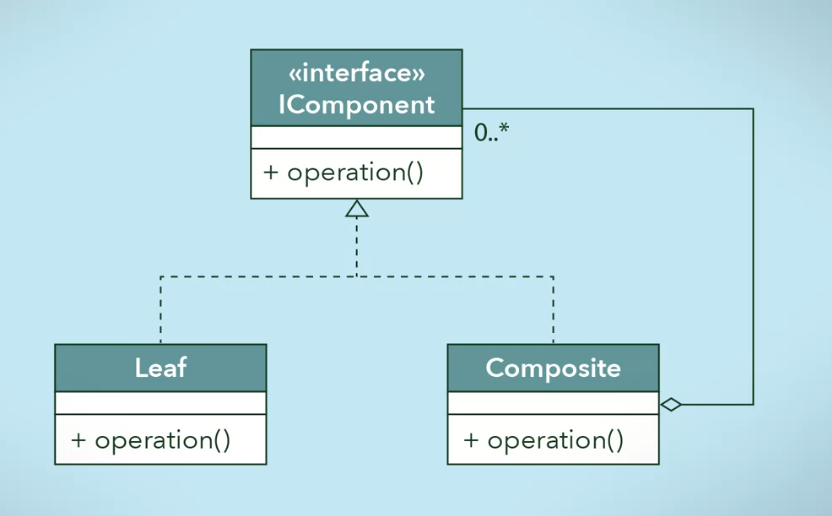 «interface»
IComponent
0..*
+ operation()
Leaf
Composite
+ operation()
+ operation()